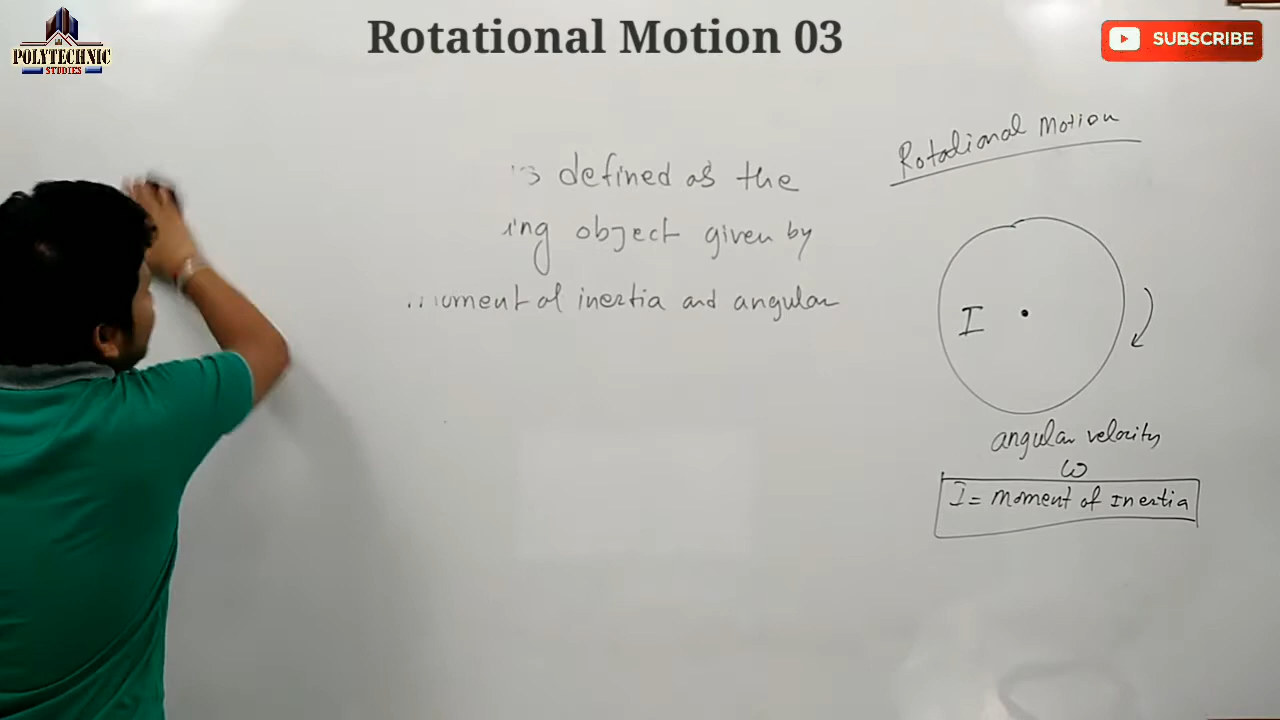 POLYTECHNIC
STUDIES
Rotational Motion 03
SUBSCRIBE
defined as the
object given by
of inertia and angular
Rotational Motion
I
angular velocity
ω
I = Moment of Inertia